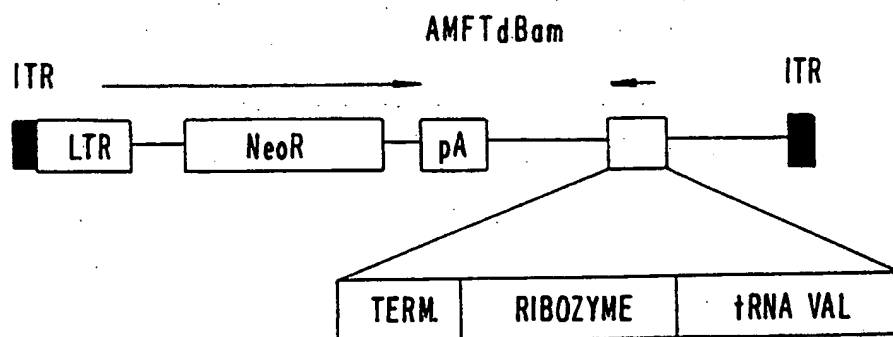 AMFTdBam
ITR ITR
LTR NeoR pA
TERM. RIBOZYME tRNA VAL